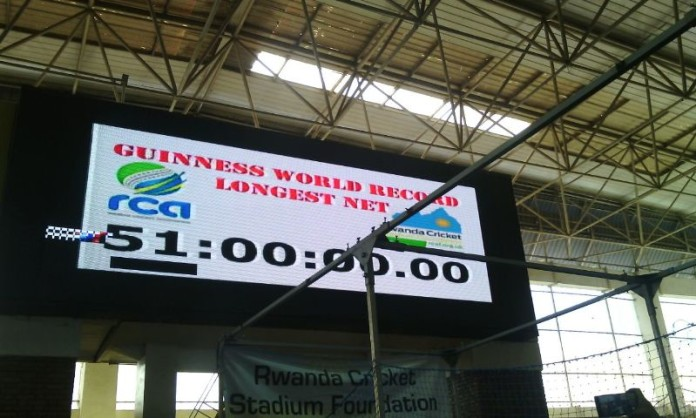 GUINNESS WORLD RECORD
LONGEST NET
rca
Rwanda Cricket
51:00:00.00
Rwanda Cricket
Stadium Foundation